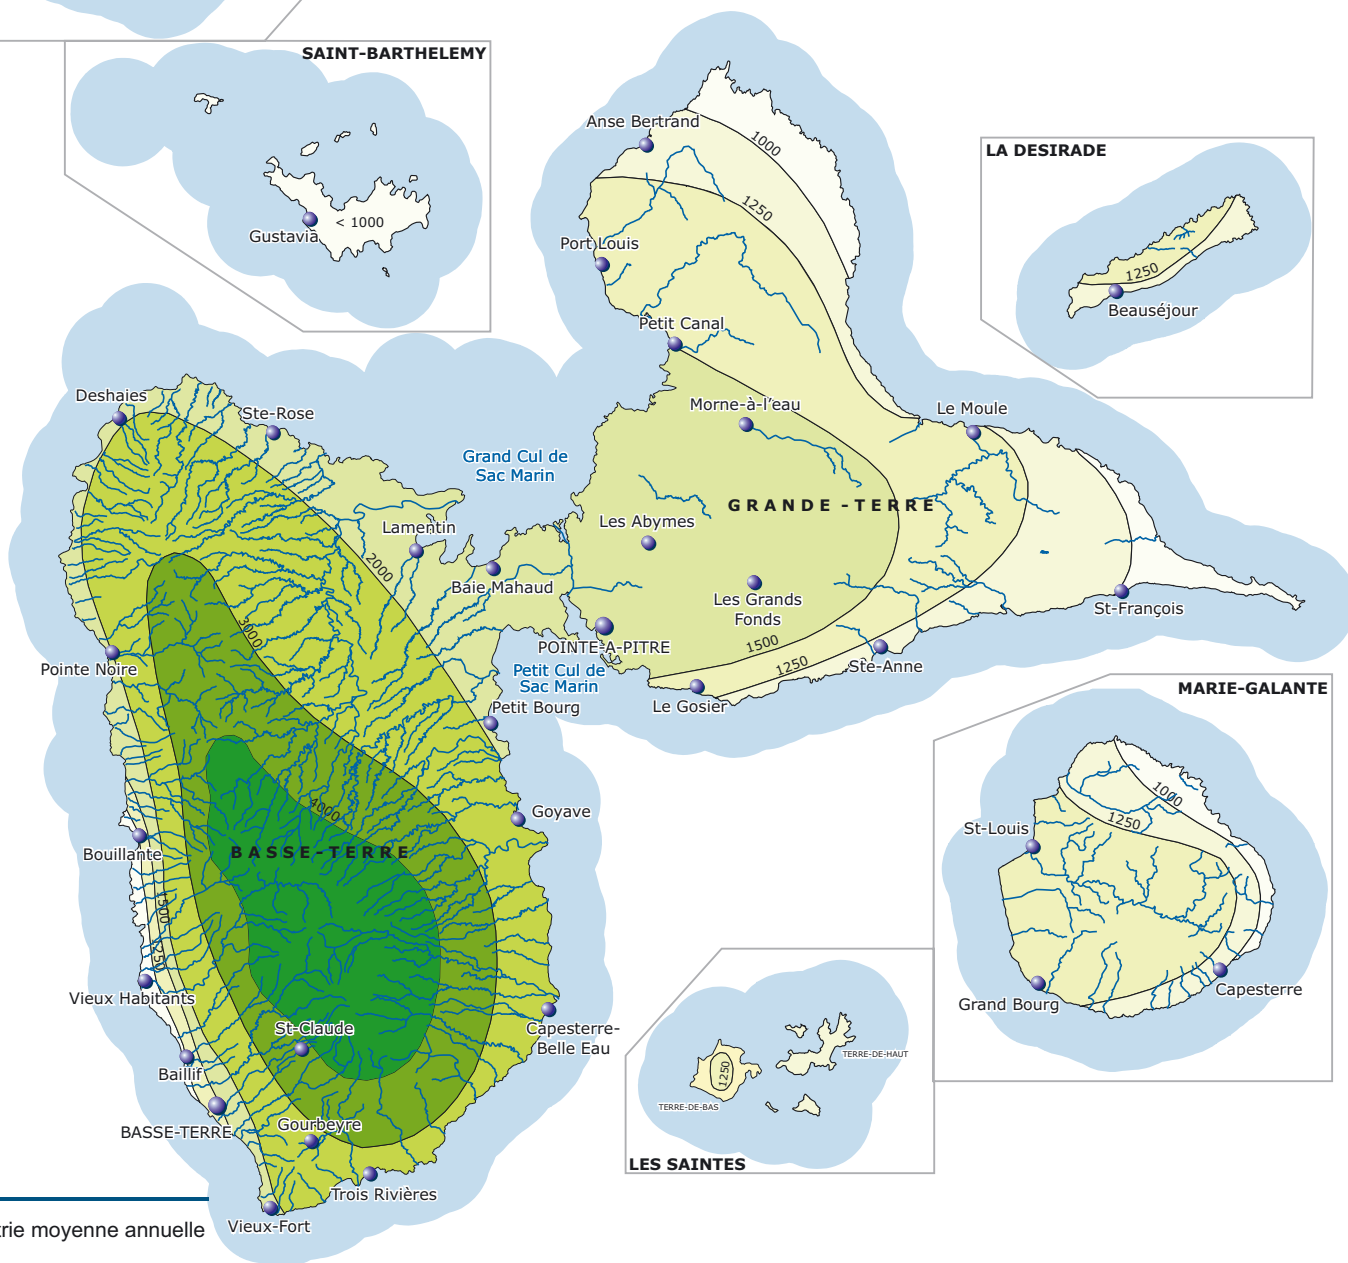 SAINT-BARTHELEMY
Gustavia
< 1000
Anse Bertrand
1000
1250
Port Louis
Petit Canal
LA DESIRADE
1250
Beauséjour
Deshaies
Ste-Rose
Grand Cul de
Sac Marin
Morne-à-l'eau
Le Moule
GRANDE-TERRE
Les Abymes
Lamentin
2000
Baie Mahaud
Les Grands
Fonds
St-François
3000
POINTE-A-PITRE
1500
1250
Ste-Anne
Pointe Noire
Petit Cul de
Sac Marin
Petit Bourg
Le Gosier
MARIE-GALANTE
1000
1250
St-Louis
4000
Goyave
Bouillante
BASSE-TERRE
1500
1250
Vieux Habitants
Grand Bourg
Capesterre
St-Claude
Capesterre-
Belle Eau
Baillif
TERRE-DE-HAUT
1250
TERRE-DE-BAS
BASSE-TERRE
Gourbeyre
LES SAINTES
Trois Rivières
Vieux-Fort
trie moyenne annuelle